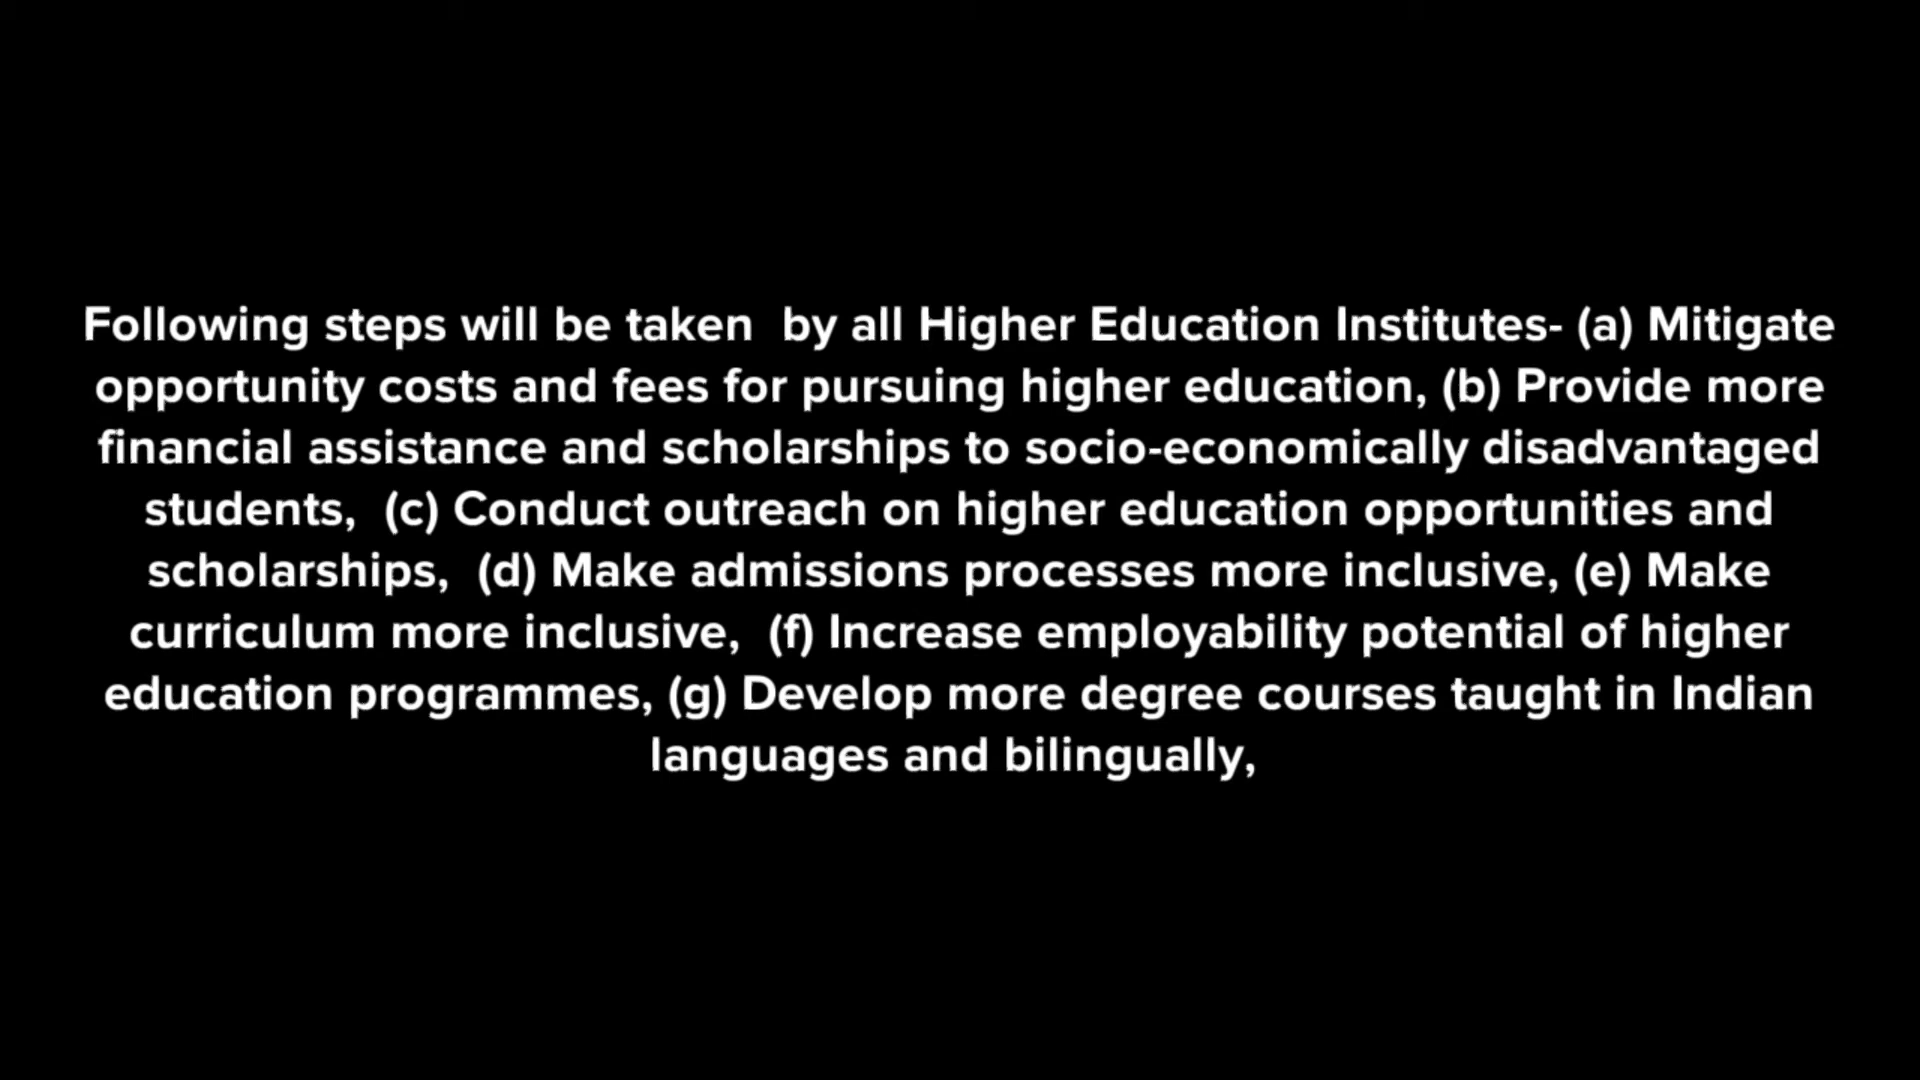 Following steps will be taken  by all Higher Education Institutes- (a) Mitigate
opportunity costs and fees for pursuing higher education, (b) Provide more
financial assistance and scholarships to socio-economically disadvantaged
students,  (c) Conduct outreach on higher education opportunities and
scholarships,  (d) Make admissions processes more inclusive, (e) Make
curriculum more inclusive,  (f) Increase employability potential of higher
education programmes, (g) Develop more degree courses taught in Indian
languages and bilingually,